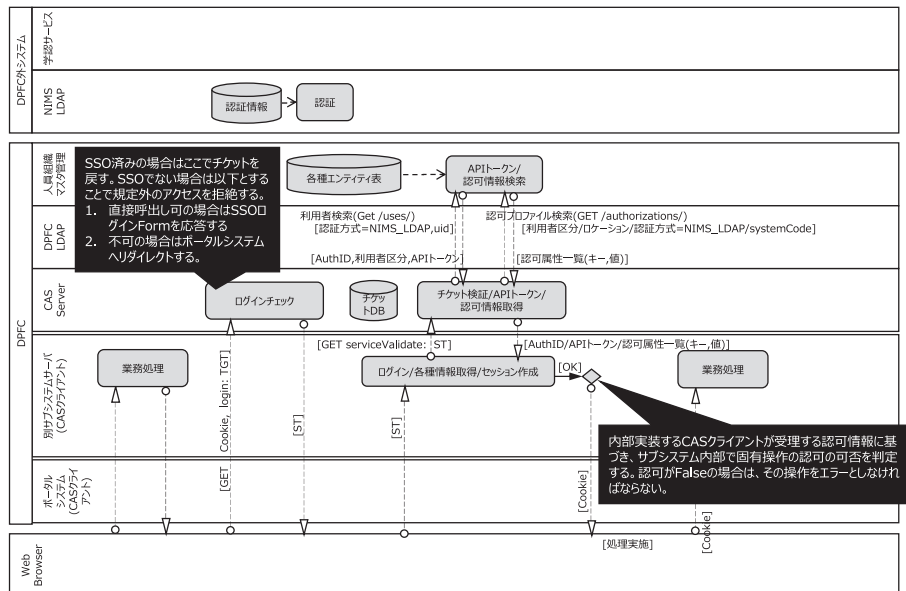 DPFC外システム
学認サービス
NIMS
LDAP
認証情報
認証
DPFC
人員組織
マスタ管理
SSO済みの場合はここでチケットを
戻す。SSOでない場合は以下とする
ことで規定外のアクセスを拒絶する。
1. 直接呼出し可の場合はSSOロ
グインFormを応答する
2. 不可の場合はポータルシステム
へリダイレクトする。
各種エンティティ表
APIトークン/
認可情報検索
DPFC
LDAP
利用者検索(Get /uses/)
[認証方式=NIMS_LDAP,uid]
認可プロファイル検索(GET /authorizations/)
[利用者区分/ロケーション/認証方式=NIMS_LDAP/systemCode]
[AuthID,利用者区分,APIトークン]
[認可属性一覧(キー,値)]
CAS
Server
ログインチェック
チケッ
トDB
チケット検証/APIトークン/
認可情報取得
別サブシステムサーバ
(CASクライアント)
[GET serviceValidate: ST]
[AuthID/APIトークン/認可属性一覧(キー,値)]
業務処理
ログイン/各種情報取得/セッション作成
[OK]
業務処理
[GET Cookie, login: TGT]
[ST]
[ST]
内部実装するCASクライアントが受理する認可情報に基
づき、サブシステム内部で固有操作の認可の可否を判定
する。認可がFalseの場合は、その操作をエラーとしなけれ
ばならない。
ポータル
システム
(CASクライ
アント)
[Cookie]
[Cookie]
[処理実施]
Web
Browser